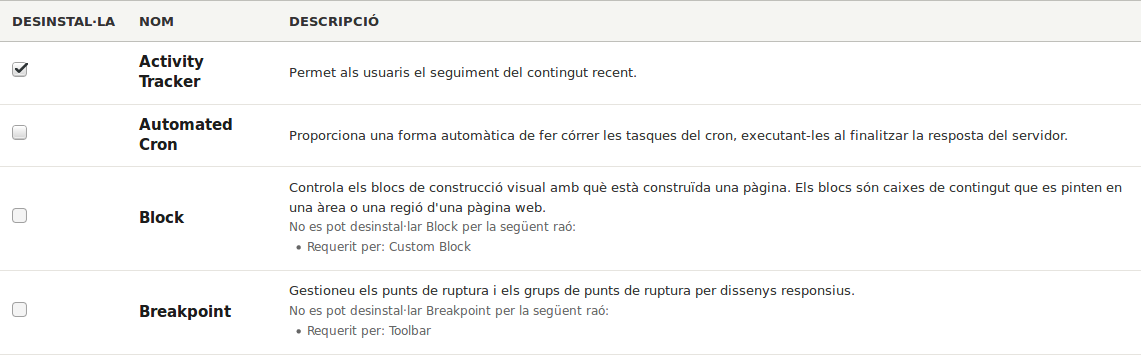 DESINSTAL·LA NOM DESCRIPCIÓ
Activity
Tracker
Permet als usuaris el seguiment del contingut recent.
Automated
Cron
Proporciona una forma automàtica de fer córrer les tasques del cron, executant-les al finalitzar la resposta del servidor.
Block
Controla els blocs de construcció visual amb què està construïda una pàgina. Els blocs són caixes de contingut que es pinten en
una àrea o una regió d'una pàgina web.
No es pot desinstal·lar Block per la següent raó:
• Requerit per: Custom Block
Breakpoint
Gestioneu els punts de ruptura i els grups de punts de ruptura per dissenys responsius.
No es pot desinstal·lar Breakpoint per la següent raó:
• Requerit per: Toolbar